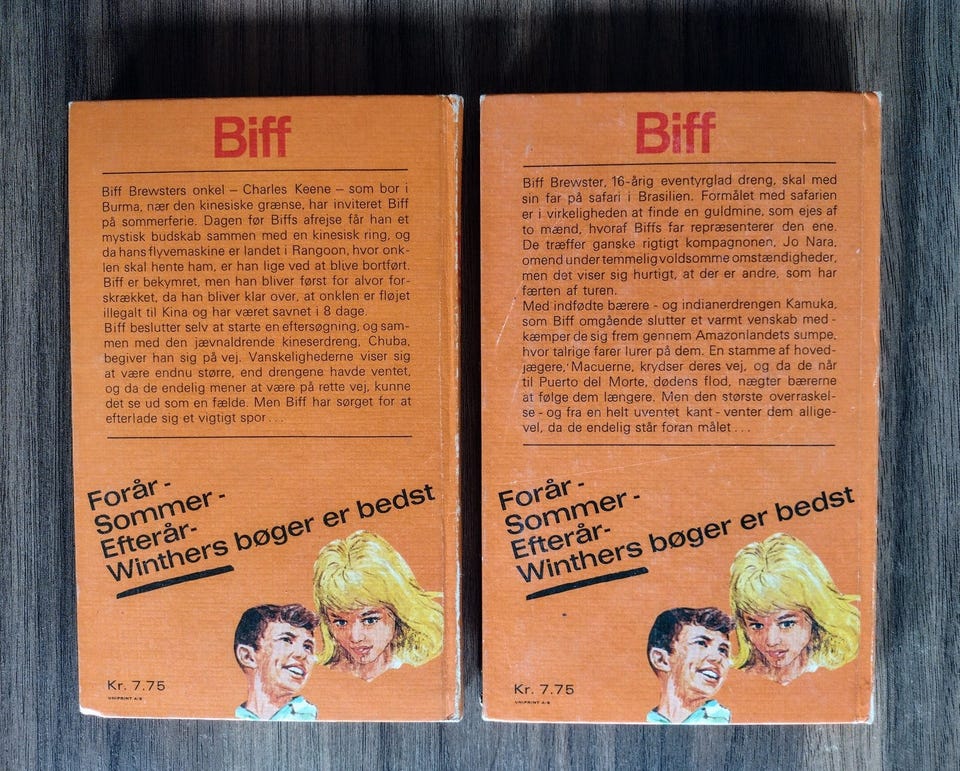 Biff
Biff Brewsters onkel – Charles Keene – som bor i
Burma, nær den kinesiske grænse, har inviteret Biff
på sommerferie. Dagen før Biffs afrejse får han et
mystisk budskab sammen med en kinesisk ring, og
da hans flyvemaskine er landet i Rangoon, hvor onk-
len skal hente ham, er han lige ved at blive bortført.
Biff er bekymret, men han bliver først for alvor for-
skrækket, da han bliver klar over, at onklen er fløjet
illegalt til Kina og har været savnet i 8 dage.
Biff beslutter selv at starte en eftersøgning, og sam-
men med den jævnaldrende kineserdreng, Chuba,
begiver han sig på vej. Vanskelighederne viser sig
at være endnu større, end drengene havde ventet,
og da de endelig mener at være på rette vej, kunne
det se ud som en fælde. Men Biff har sørget for at
efterlade sig et vigtigt spor...
Forår -
Sommer -
Efterår-
Winthers bøger er bedst
Kr. 7.75
UNIPRINT A/S
Biff
Biff Brewster, 16-årig eventyrglad dreng, skal med
sin far på safari i Brasilien. Formålet med safarien
er i virkeligheden at finde en guldmine, som ejes af
to mænd, hvoraf Biffs far repræsenterer den ene.
De træffer ganske rigtigt kompagnonen, Jo Nara,
omend under temmelig voldsomme omstændigheder,
men det viser sig hurtigt, at der er andre, som har
færten af turen.
Med indfødte bærere - og indianerdrengen Kamuka,
som Biff omgående slutter et varmt venskab med -
kæmper de sig frem gennem Amazonlandets sumpe,
hvor talrige farer lurer på dem. En stamme af hoved-
jægere, Macuerne, krydser deres vej, og da de når
til Puerto del Morte, dødens flod, nægter bærerne
at følge dem længere. Men den største overraskel-
se - og fra en helt uventet kant - venter dem allige-
vel, da de endelig står foran målet...
Forår -
Sommer -
Efterår-
Winthers bøger er bedst
Kr. 7.75
UNIPRINT A/S